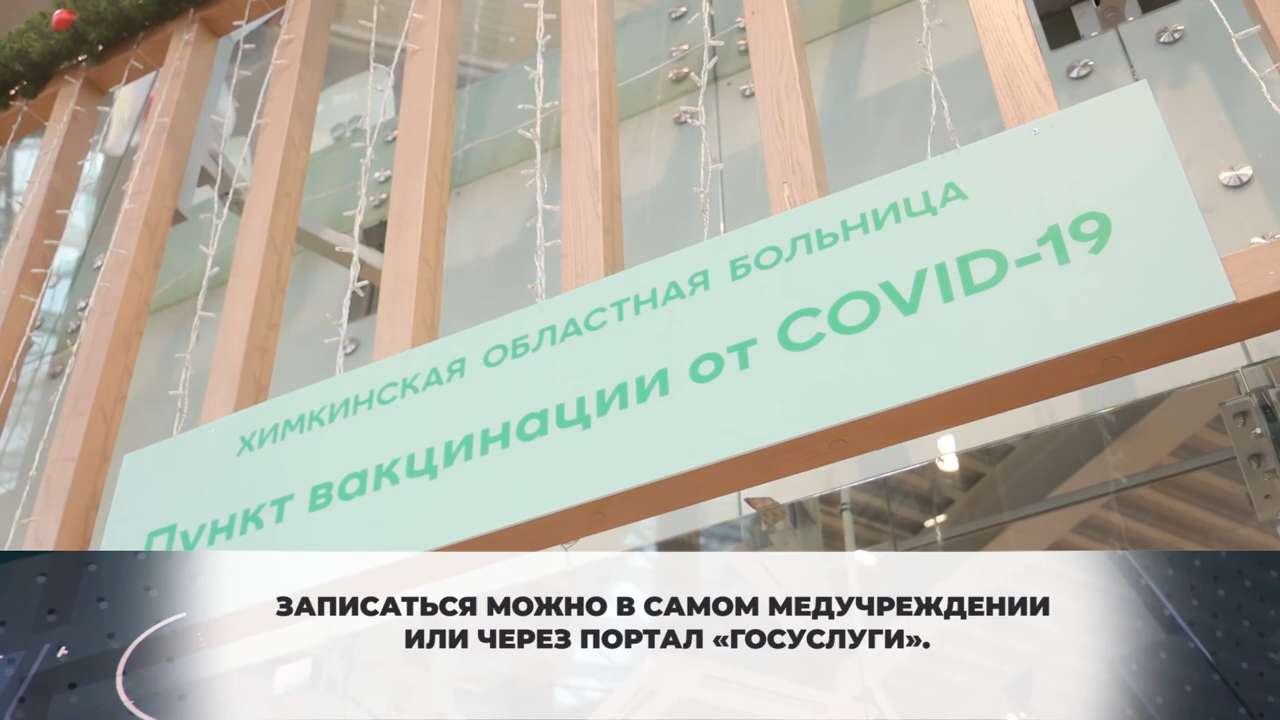 ХИМКИНСКАЯ ОБЛАСТНАЯ БОЛЬНИЦА
Пункт вакцинации от COVID-19
ЗАПИСАТЬСЯ МОЖНО В САМОМ МЕДУЧРЕЖДЕНИИ
ИЛИ ЧЕРЕЗ ПОРТАЛ «ГОСУСЛУГИ».